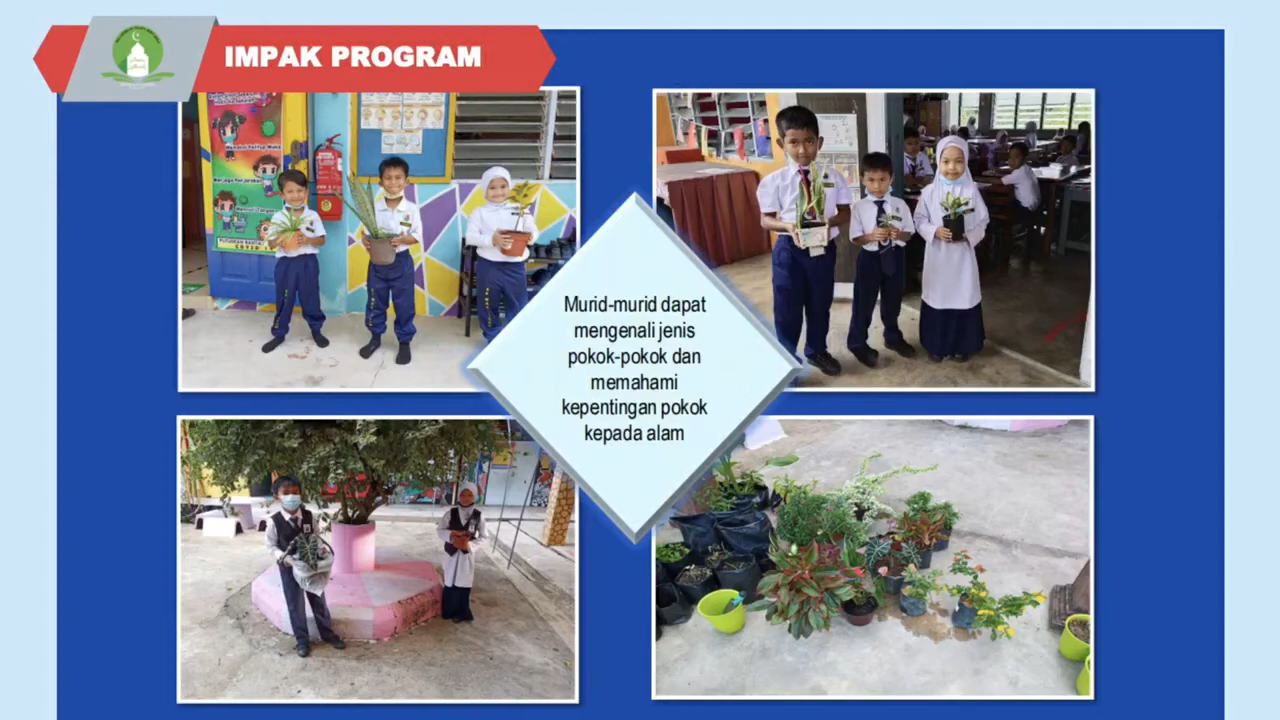 IMPAK PROGRAM
Murid-murid dapat
mengenali jenis
pokok-pokok dan
memahami
kepentingan pokok
kepada alam